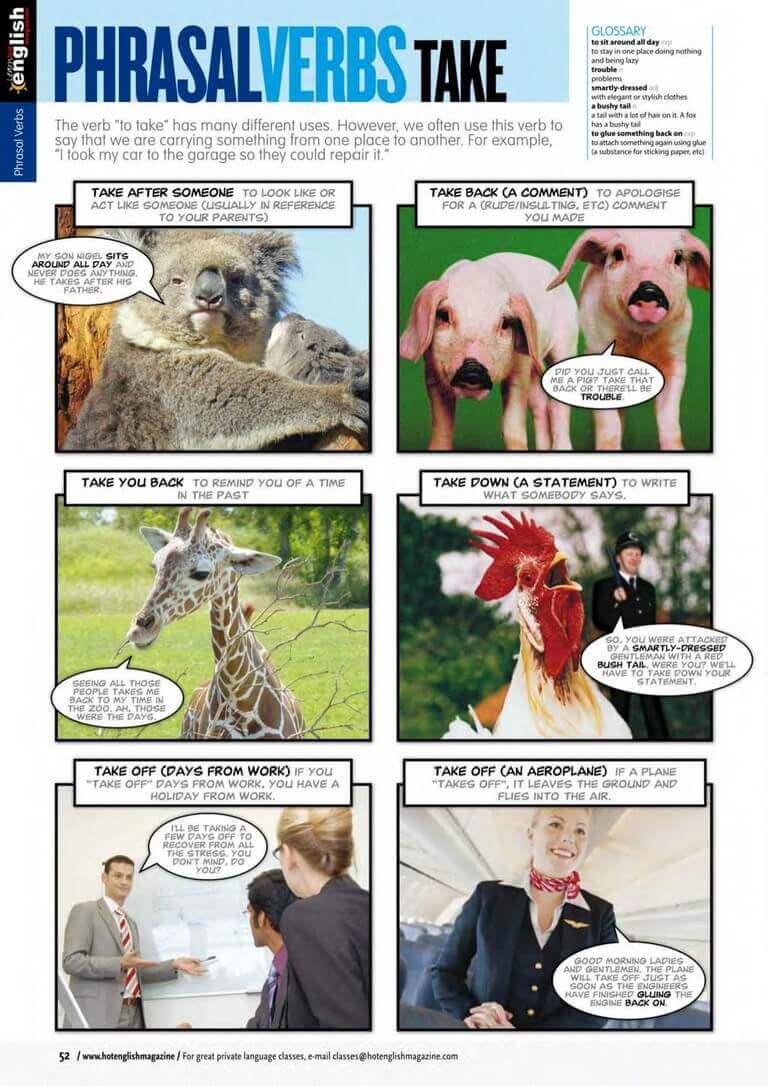 Learn hot english magazine
Phrasal Verbs
PHRASALVERBS TAKE
The verb "to take" has many different uses. However, we often use this verb to
say that we are carrying something from one place to another. For example,
"I took my car to the garage so they could repair it."
GLOSSARY
to sit around all day exp
to stay in one place doing nothing
and being lazy
trouble n
problems
smartly-dressed adj
with elegant or stylish clothes
a bushy tail n
a tail with a lot of hair on it. A fox
has a bushy tail
to glue something back on exp
to attach something again using glue
(a substance for sticking paper, etc)
TAKE AFTER SOMEONE TO LOOK LIKE OR
ACT LIKE SOMEONE (USUALLY IN REFERENCE
TO YOUR PARENTS)
MY SON NIGEL SITS
AROUND ALL DAY AND
NEVER DOES ANYTHING.
HE TAKES AFTER HIS
FATHER.
TAKE BACK (A COMMENT) TO APOLOGISE
FOR A (RUDE/INSULTING, ETC) COMMENT
YOU MADE
DID YOU JUST CALL
ME A PIG? TAKE THAT
BACK OR THERE'LL BE
TROUBLE.
TAKE YOU BACK TO REMIND YOU OF A TIME
IN THE PAST
SEEING ALL THOSE
PEOPLE TAKES ME
BACK TO MY TIME IN
THE ZOO. AH, THOSE
WERE THE DAYS.
TAKE DOWN (A STATEMENT) TO WRITE
WHAT SOMEBODY SAYS.
SO, YOU WERE ATTACKED
BY A SMARTLY-DRESSED
GENTLEMAN WITH A RED
BUSH TAIL, WERE YOU? WE'LL
HAVE TO TAKE DOWN YOUR
STATEMENT.
TAKE OFF (DAYS FROM WORK) IF YOU
"TAKE OFF" DAYS FROM WORK, YOU HAVE A
HOLIDAY FROM WORK.
I'LL BE TAKING A
FEW DAYS OFF TO
RECOVER FROM ALL
THE STRESS. YOU
DON'T MIND, DO
YOU?
TAKE OFF (AN AEROPLANE) IF A PLANE
"TAKES OFF", IT LEAVES THE GROUND AND
FLIES INTO THE AIR.
GOOD MORNING LADIES
AND GENTLEMEN, THE PLANE
WILL TAKE OFF JUST AS
SOON AS THE ENGINEERS
HAVE FINISHED GLUING THE
ENGINE BACK ON.
52 / www.hotenglishmagazine / For great private language classes, e-mail classes@hotenglishmagazine.com